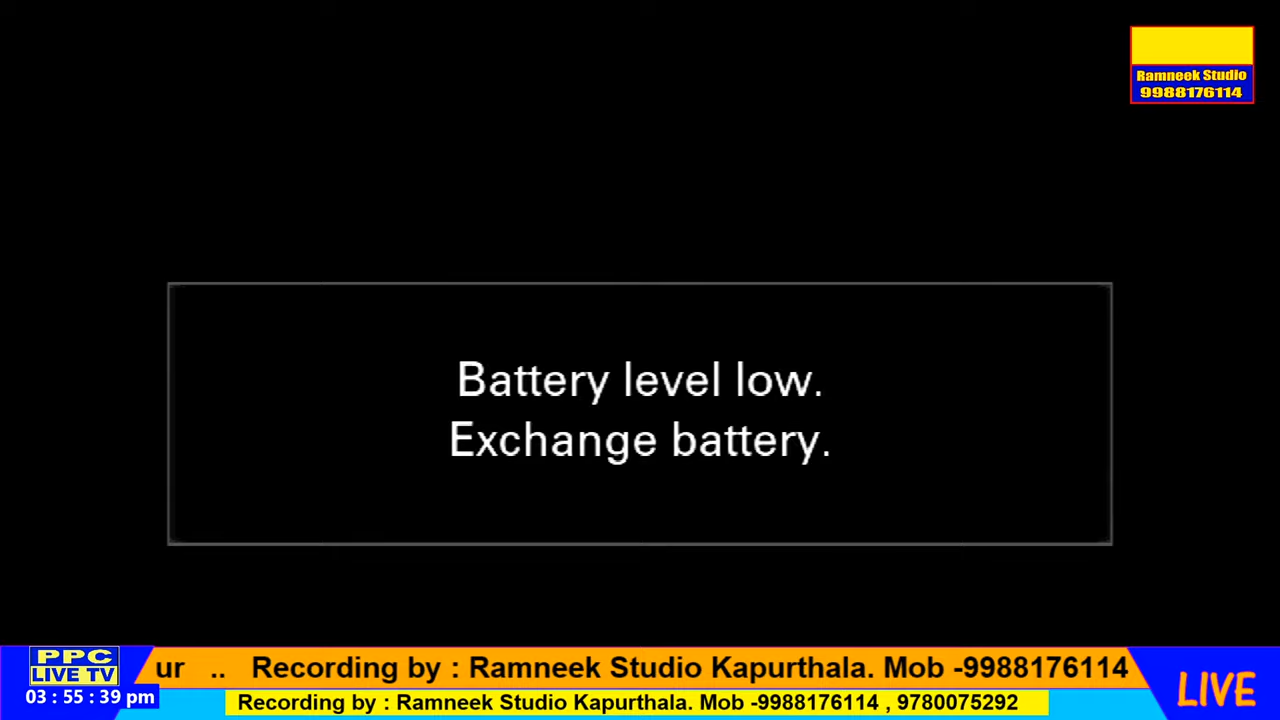 Ramneek Studio
9988176114
Battery level low.
Exchange battery.
PPC
LIVE TV
03 : 55 : 39 pm
ur .. Recording by : Ramneek Studio Kapurthala. Mob -9988176114
Recording by : Ramneek Studio Kapurthala. Mob -9988176114 , 9780075292
LIVE